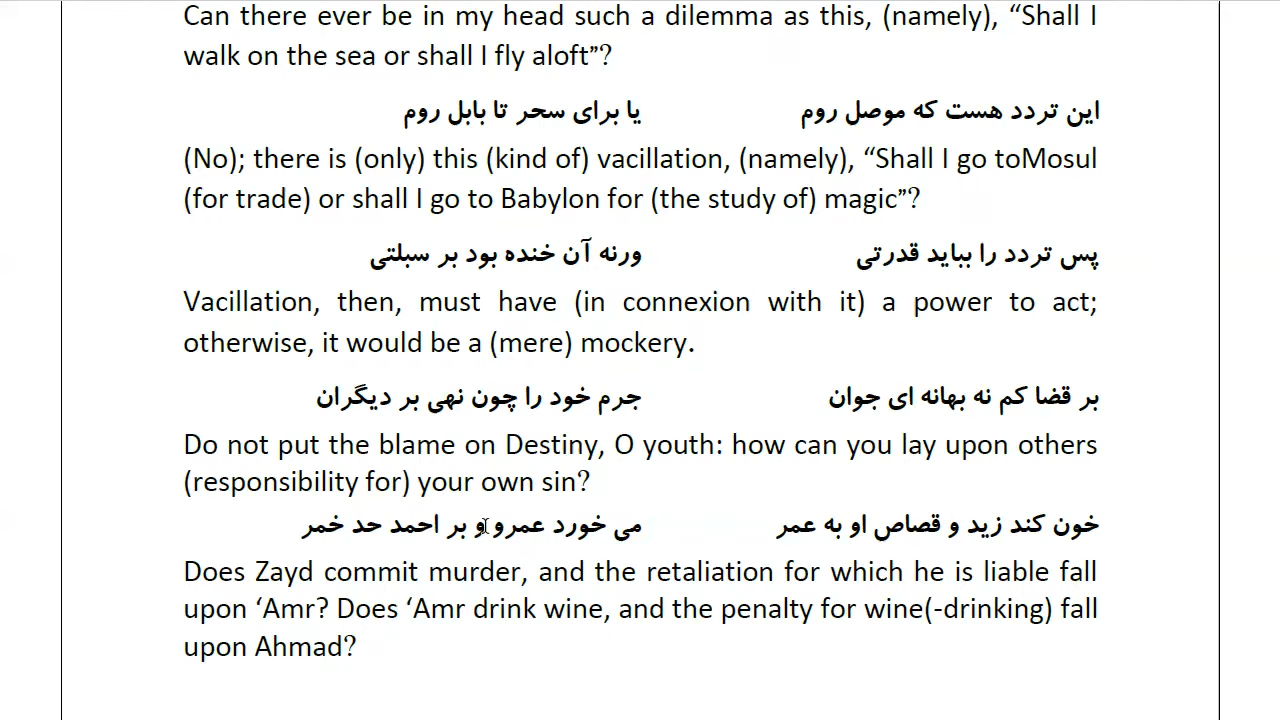 Can there ever be in my head such a dilemma as this, (namely), “Shall I
walk on the sea or shall I fly aloft”?
این تردد هست که موصل روم یا برای سحر تا بابل روم
(No); there is (only) this (kind of) vacillation, (namely), “Shall I go toMosul
(for trade) or shall I go to Babylon for (the study of) magic”?
پس تردد را بباید قدرتی ورنه آن خنده بود بر سبلتی
Vacillation, then, must have (in connexion with it) a power to act;
otherwise, it would be a (mere) mockery.
بر قضا کم نه بهانه ای جوان جرم خود را چون نهی بر دیگران
Do not put the blame on Destiny, O youth: how can you lay upon others
(responsibility for) your own sin?
خون کند زید و قصاص او به عمر می خورد عمرو و بر احمد حد خمر
Does Zayd commit murder, and the retaliation for which he is liable fall
upon ‘Amr? Does ‘Amr drink wine, and the penalty for wine(-drinking) fall
upon Ahmad?